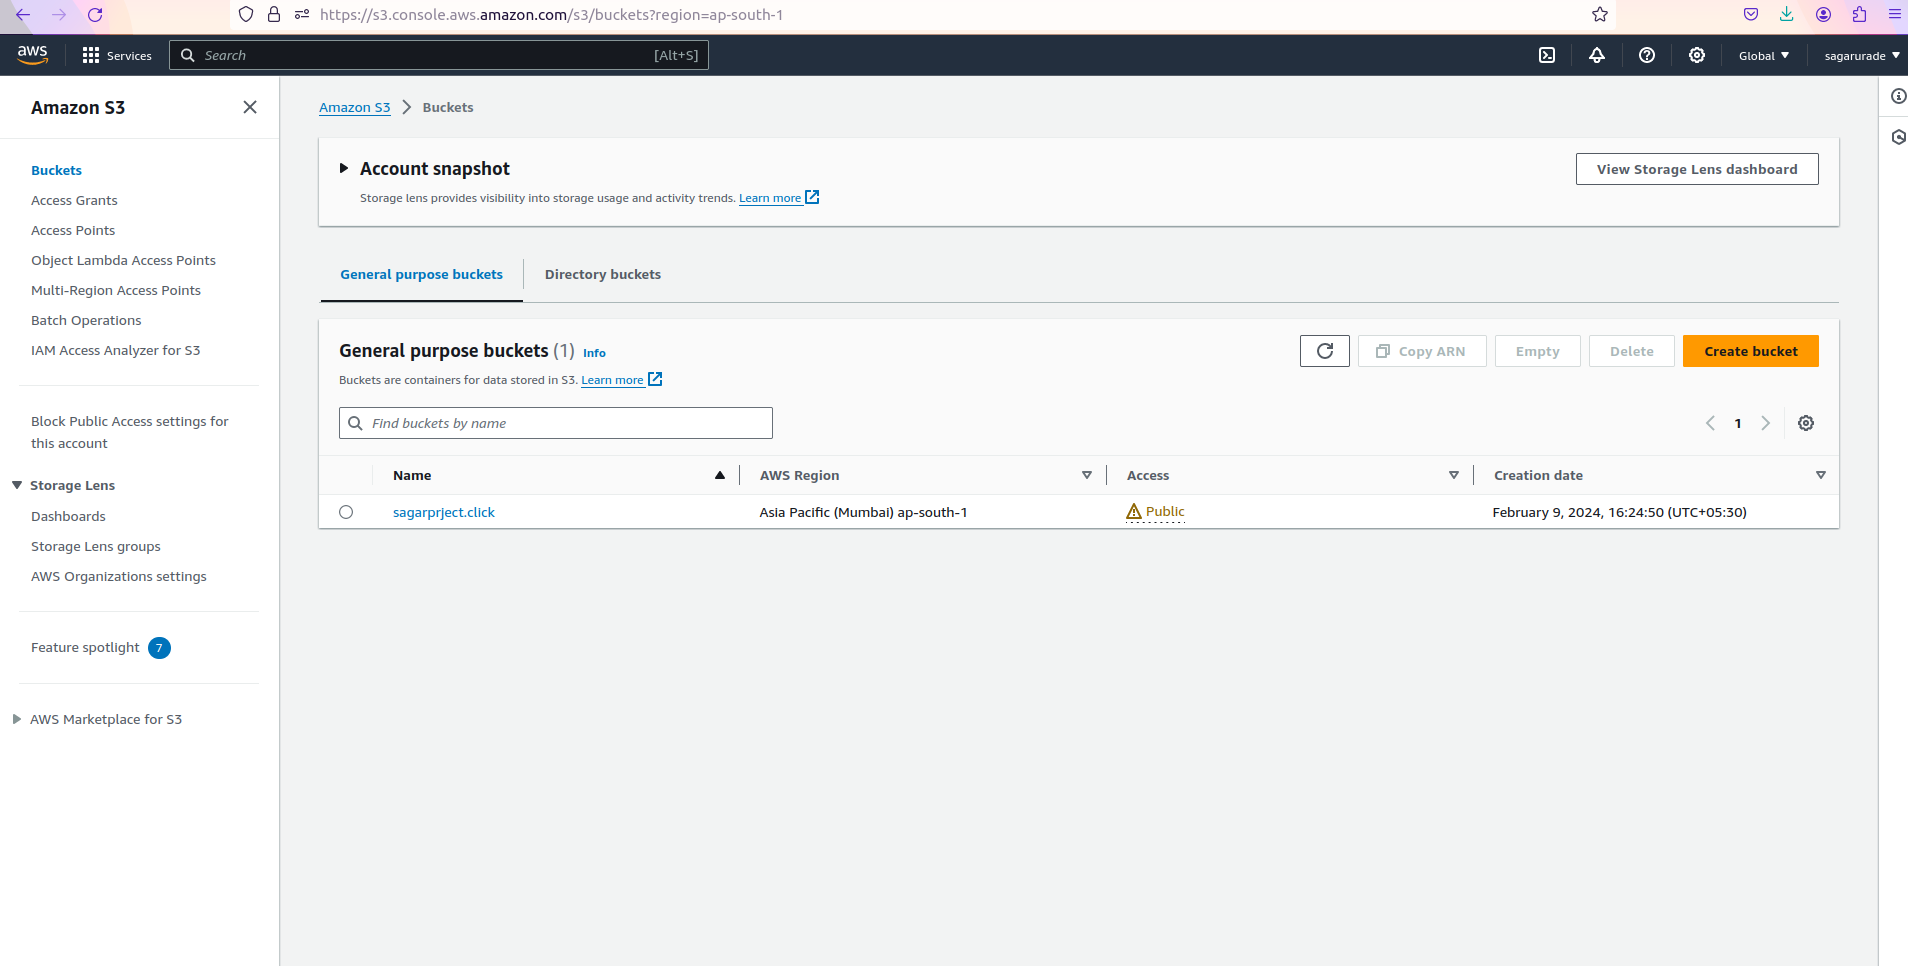 https://s3.console.aws.amazon.com/s3/buckets?region=ap-south-1
aws
Services
Search
[Alt+S]
Global
sagarurade
Amazon S3
Buckets
Access Grants
Access Points
Object Lambda Access Points
Multi-Region Access Points
Batch Operations
IAM Access Analyzer for S3
Block Public Access settings for
this account
Storage Lens
Dashboards
Storage Lens groups
AWS Organizations settings
Feature spotlight 7
AWS Marketplace for S3
Amazon S3 Buckets
Account snapshot
View Storage Lens dashboard
Storage lens provides visibility into storage usage and activity trends. Learn more
General purpose buckets
Directory buckets
General purpose buckets (1) Info
Copy ARN
Empty
Delete
Create bucket
Buckets are containers for data stored in S3. Learn more
Find buckets by name
1
Name AWS Region Access Creation date
sagarprject.click Asia Pacific (Mumbai) ap-south-1 Public February 9, 2024, 16:24:50 (UTC+05:30)